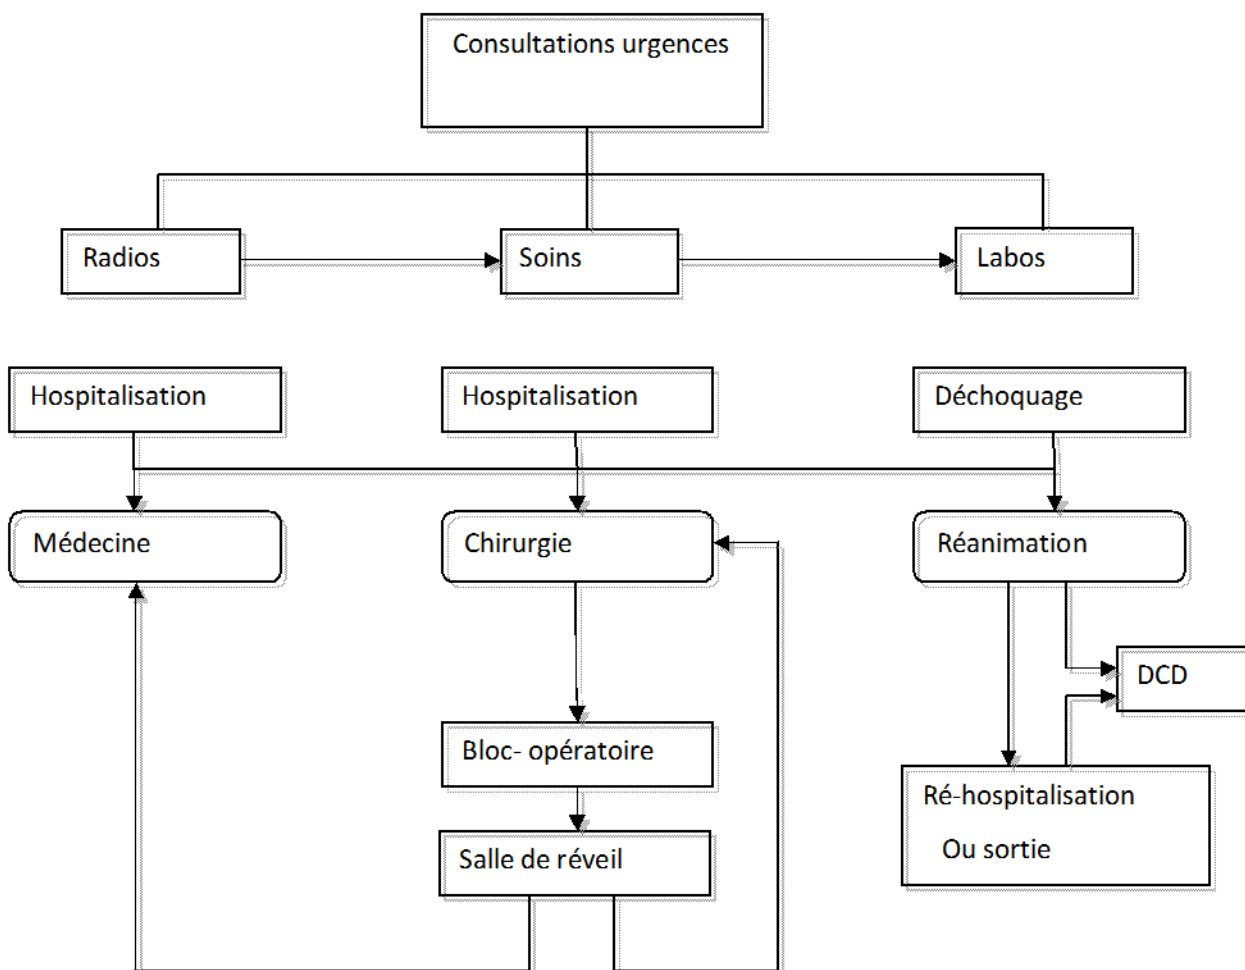 Consultations urgences
Radios
Soins
Labos
Hospitalisation
Hospitalisation
Déchoquage
Médecine
Chirurgie
Réanimation
DCD
Bloc- opératoire
Ré-hospitalisation
Ou sortie
Salle de réveil